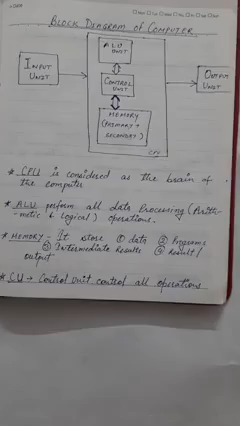 BLOCK DIAGRAM OF COMPUTER
ALU
UNIT
INPUT
UNIT
CONTROL
UNIT
OUTPUT
UNIT
MEMORY
(PRIMARY +
SECONDARY)
CPU
* CPU is considered as the brain of
the computer
* ALU perform all data Processing (Arith-
-metic & Logical) operations.
* MEMORY - It store ① data ② Programs
③ Intermediate Results ④ Result/
output
* CU → Control unit control all operations